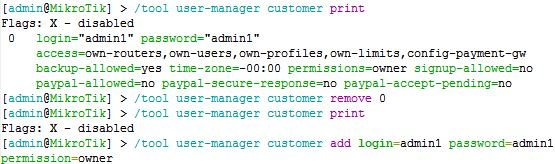 [admin@MikroTik] > /tool user-manager customer print
Flags: X - disabled
0 login="admin1" password="admin1"
access=own-routers,own-users,own-profiles,own-limits,config-payment-gw
backup-allowed=yes time-zone=-00:00 permissions=owner signup-allowed=no
paypal-allowed=no paypal-secure-response=no paypal-accept-pending=no
[admin@MikroTik] > /tool user-manager customer remove 0
[admin@MikroTik] > /tool user-manager customer print
Flags: X - disabled
[admin@MikroTik] > /tool user-manager customer add login=admin1 password=admin1
permission=owner